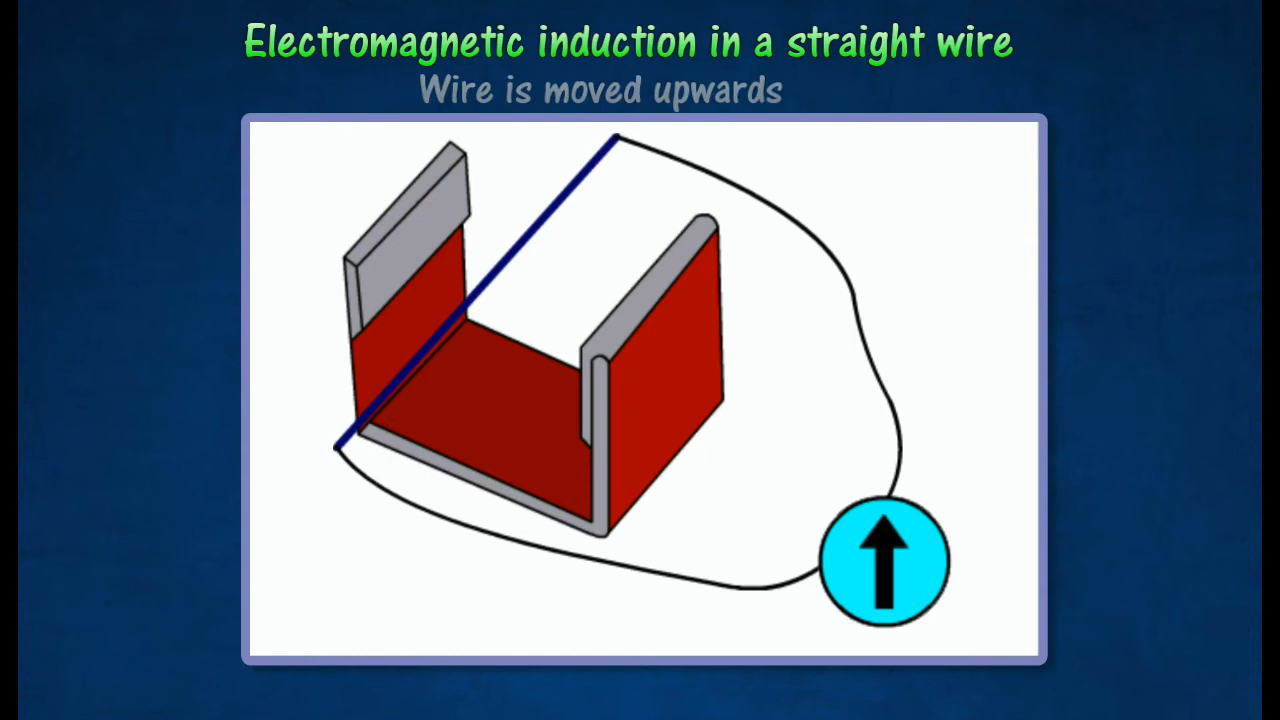 Electromagnetic induction in a straight wire
Wire is moved upwards